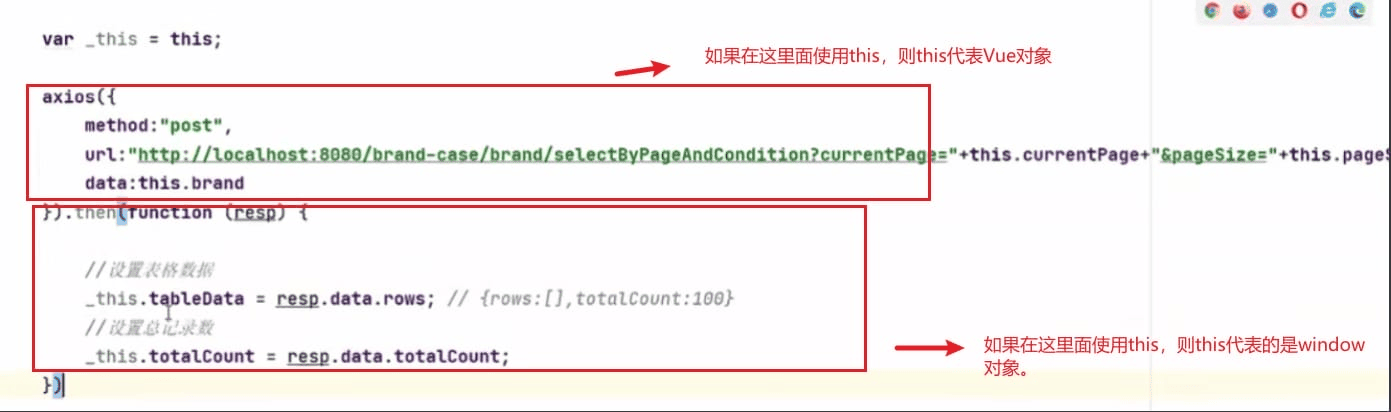 var _this = this;
如果在这里面使用this，则this代表Vue对象
axios({
method:"post",
url:"http://localhost:8080/brand-case/brand/selectByPageAndCondition?currentPage="+this.currentPage+"&pageSize="+this.pageS
data:this.brand
}).then(function (resp) {
//设置表格数据
_this.tableData = resp.data.rows; // {rows:[],totalCount:100}
//设置总记录数
_this.totalCount = resp.data.totalCount;
如果在这里面使用this，则this代表的是window
对象。
})